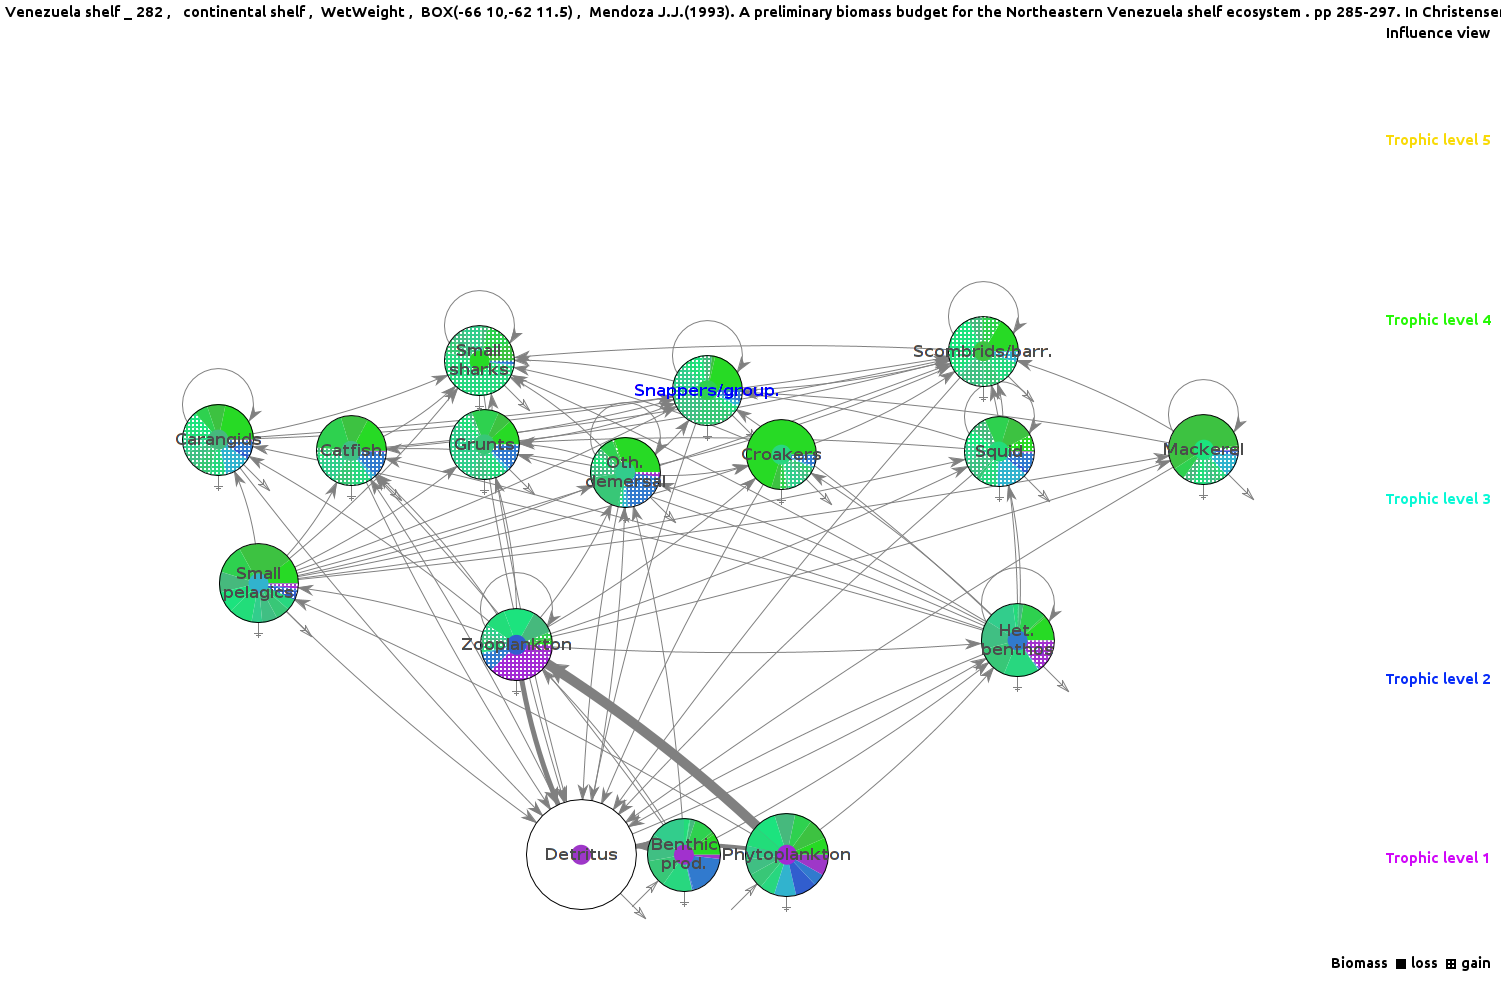 Venezuela shelf _ 282 ,   continental shelf ,  WetWeight ,  BOX(-66 10,-62 11.5) ,  Mendoza J.J.(1993). A preliminary biomass budget for the Northeastern Venezuela shelf ecosystem . pp 285-297. In Christensen
Influence view
Trophic level 5
Trophic level 4
Small
sharks
Scombrids/barr.
Snappers/group.
Carangids
Catfish
Grunts
Oth.
demersal
Croakers
Squid
Mackerel
Trophic level 3
Small
pelagics
Zooplankton
Het.
benthos
Trophic level 2
Detritus
Benthic
prod.
Phytoplankton
Trophic level 1
Biomass loss gain